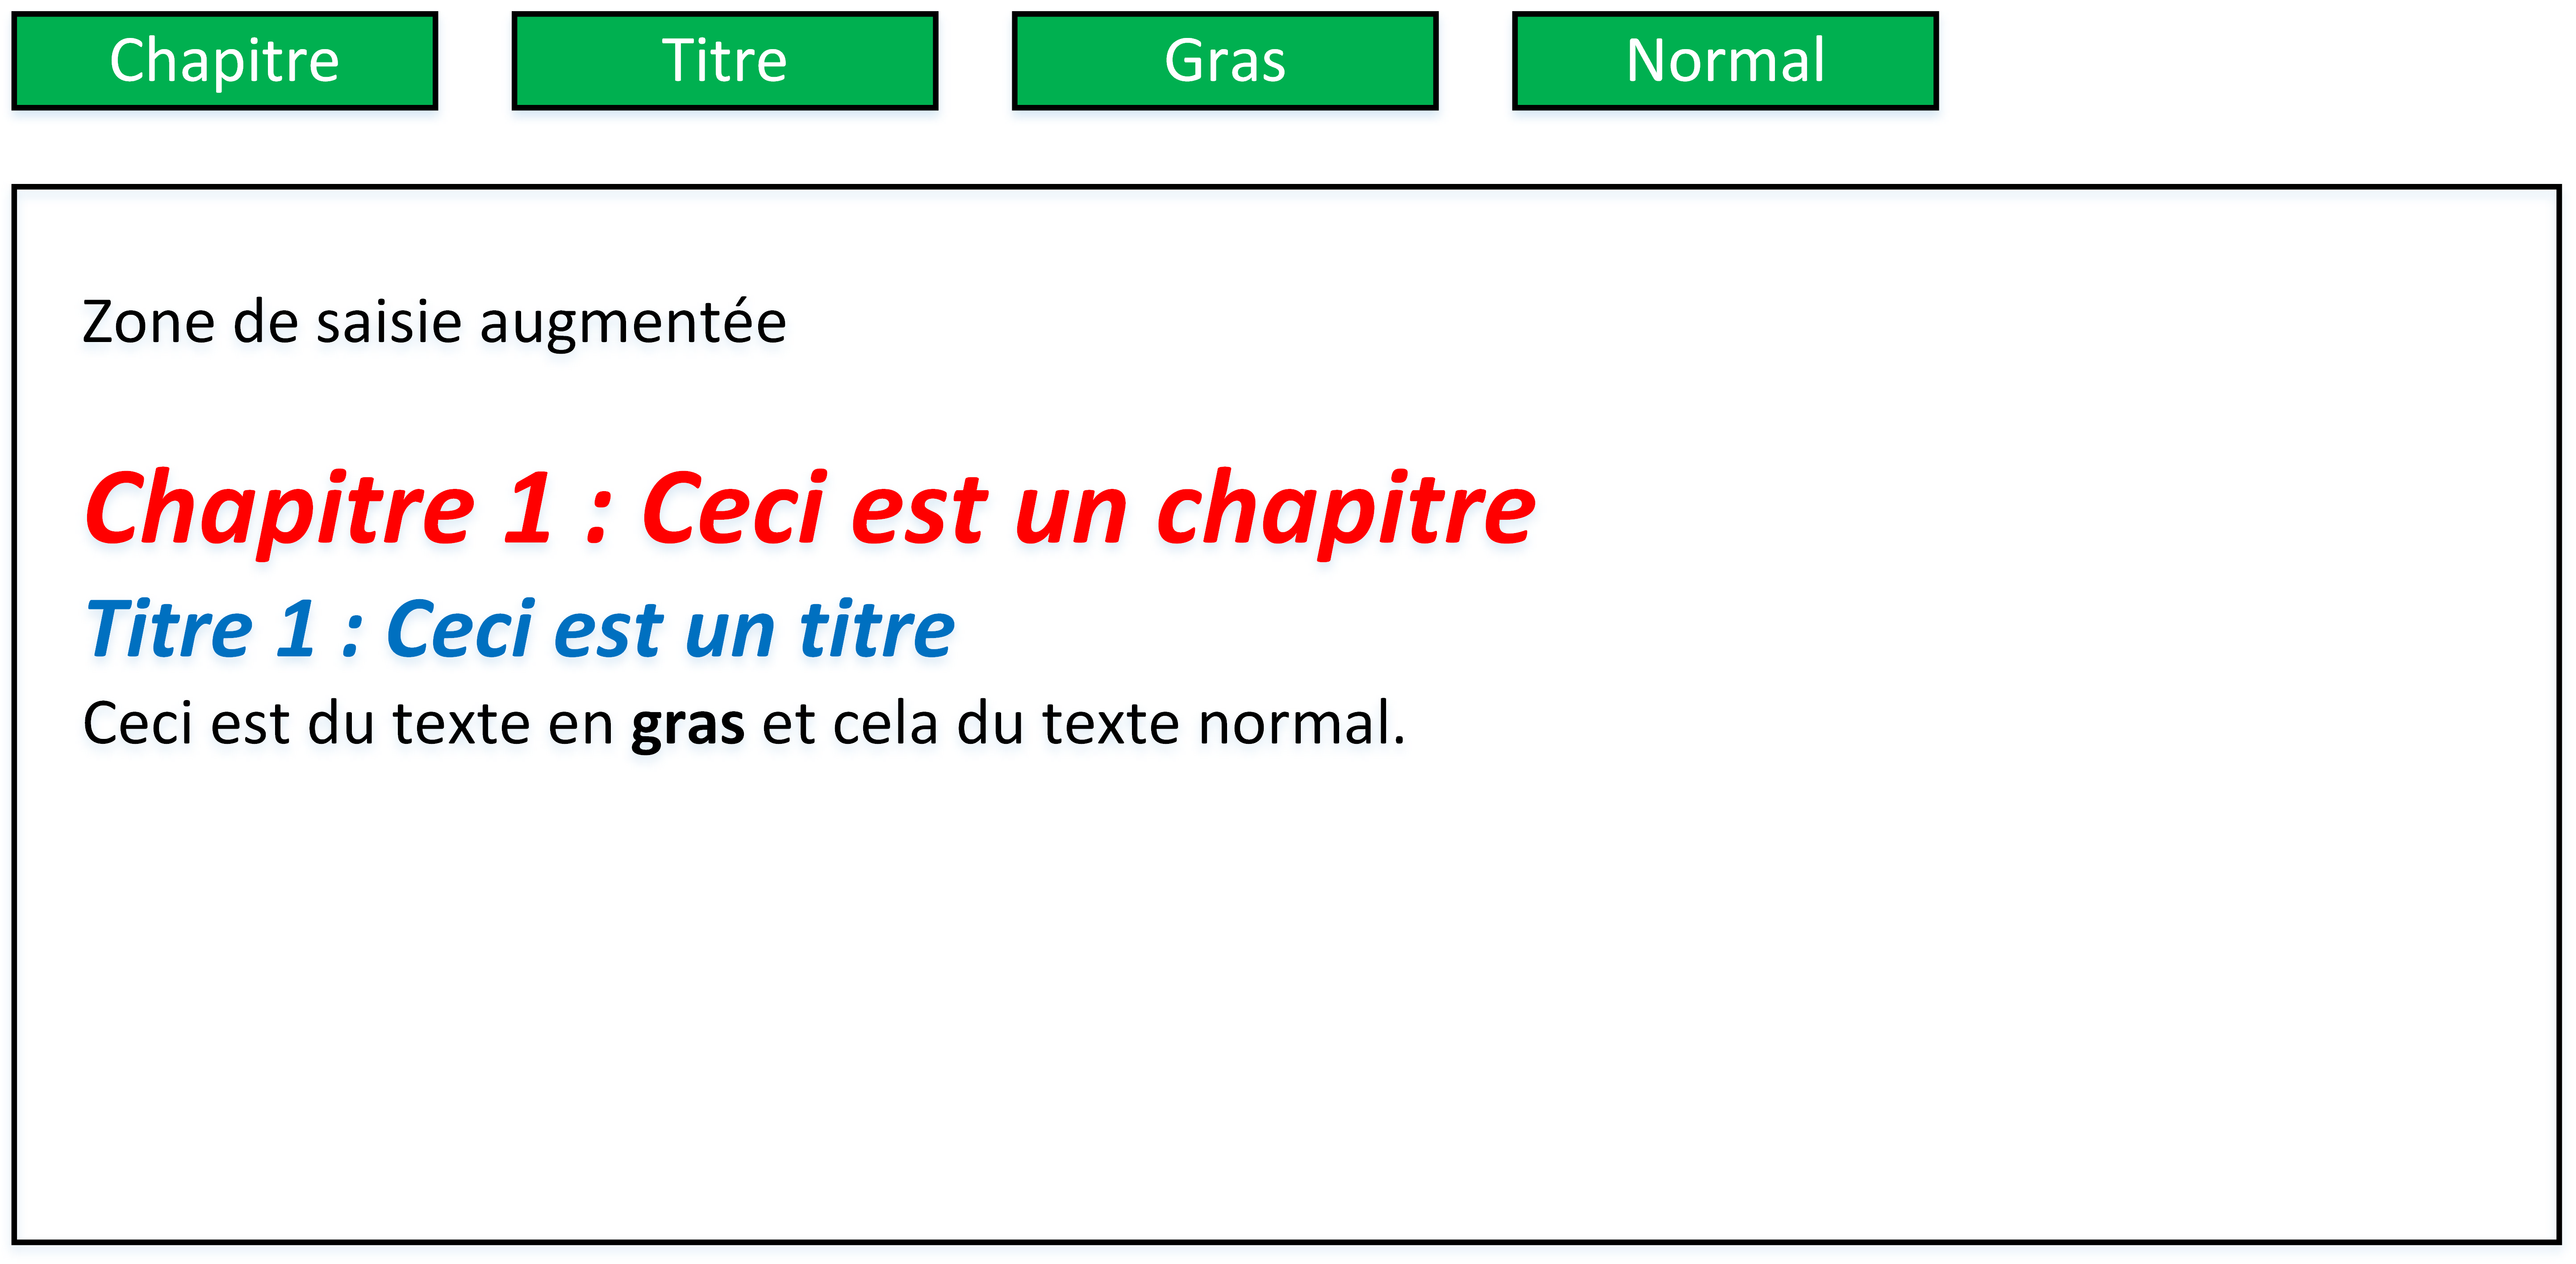 Chapitre Titre Gras Normal
Zone de saisie augmentée
Chapitre 1 : Ceci est un chapitre
Titre 1 : Ceci est un titre
Ceci est du texte en gras et cela du texte normal.